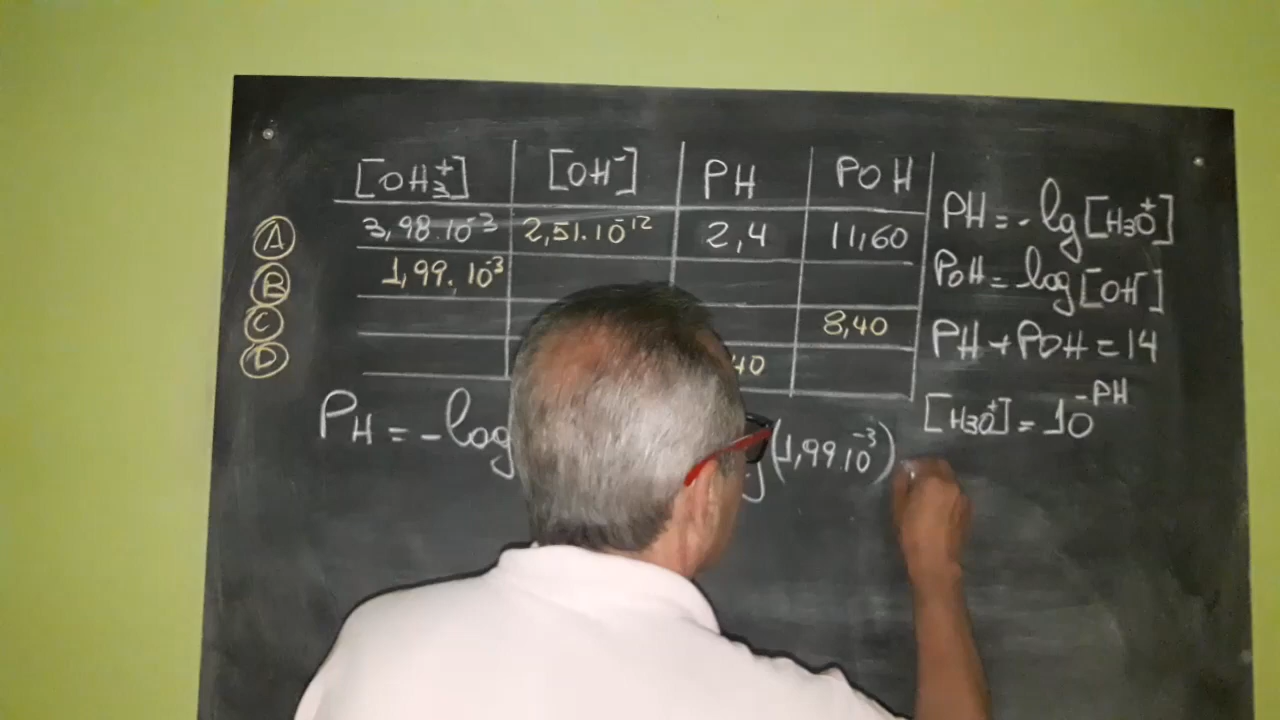 [OH₃⁺] [OH⁻] PH POH
A 3,98.10⁻³ 2,51.10⁻¹² 2,4 11,60
B 1,99.10⁻³
C 8,40
D 40
PH = -log (1,99.10⁻³)
PH = -lg[H3O⁺]
POH = -log[OH⁻]
PH + POH = 14
[H3O⁺] = 10⁻ᴾᴴ